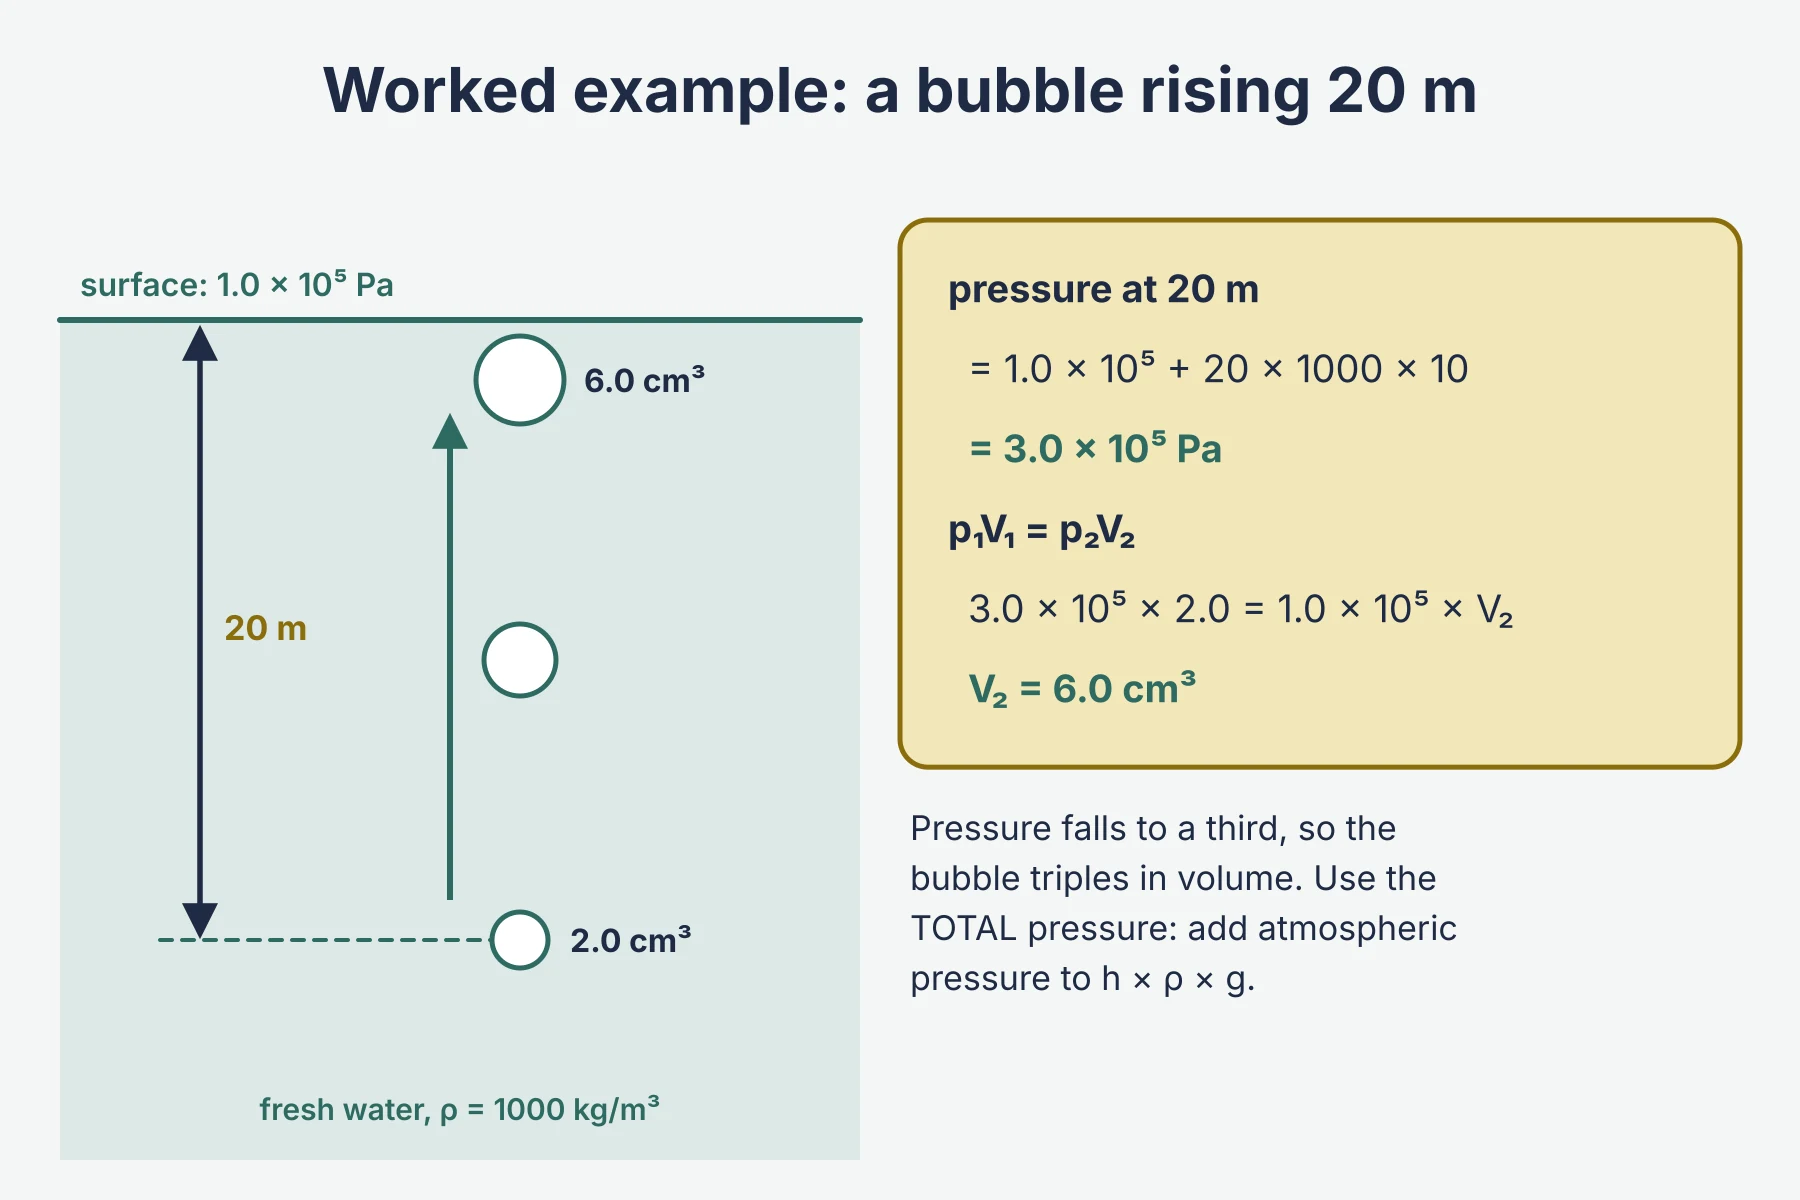 Worked example: a bubble rising 20 m
surface: 1.0 × 10⁵ Pa
6.0 cm³
20 m
2.0 cm³
fresh water, ρ = 1000 kg/m³
pressure at 20 m
= 1.0 × 10⁵ + 20 × 1000 × 10
= 3.0 × 10⁵ Pa
p₁V₁ = p₂V₂
3.0 × 10⁵ × 2.0 = 1.0 × 10⁵ × V₂
V₂ = 6.0 cm³
Pressure falls to a third, so the
bubble triples in volume. Use the
TOTAL pressure: add atmospheric
pressure to h × ρ × g.